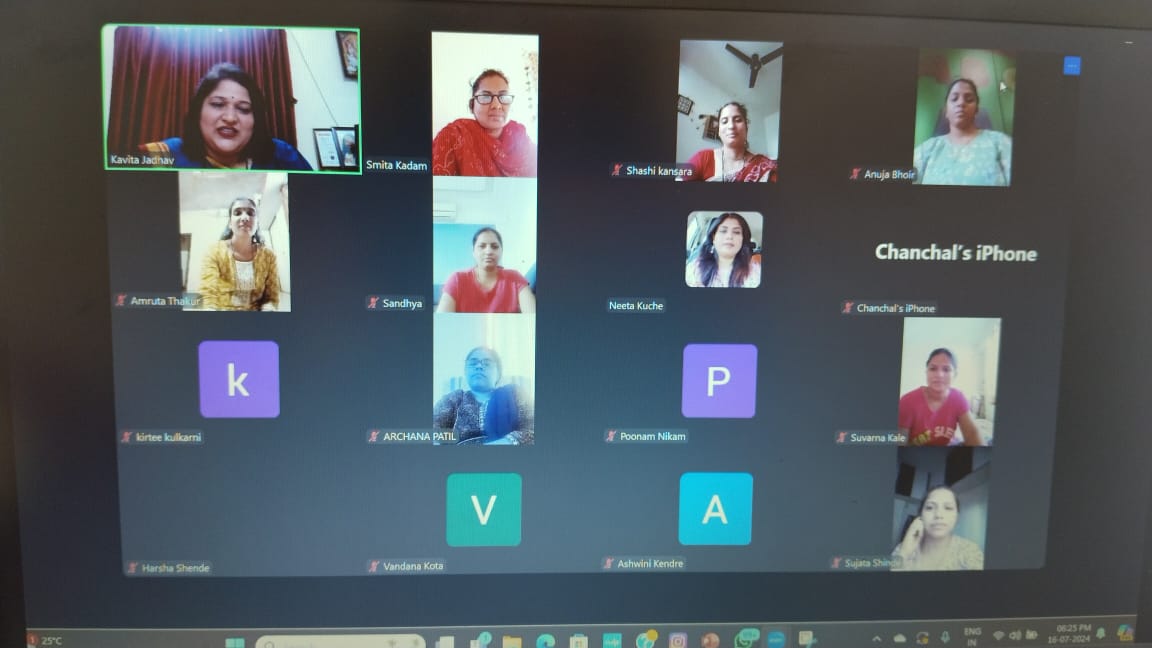 Kavita Jadhav
Smita Kadam
Shashi kansara
Anuja Bhoir
Chanchal's iPhone
Amruta Thakur
Sandhya
Neeta Kuche
Chanchal's iPhone
k
P
kirtee kulkarni
ARCHANA PATIL
Poonam Nikam
Suvarna Kale
V
A
Harsha Shende
Vandana Kota
Ashwini Kendre
Sujata Shinde
1 25°C
99+
ENG
IN
06:25 PM
16-07-2024